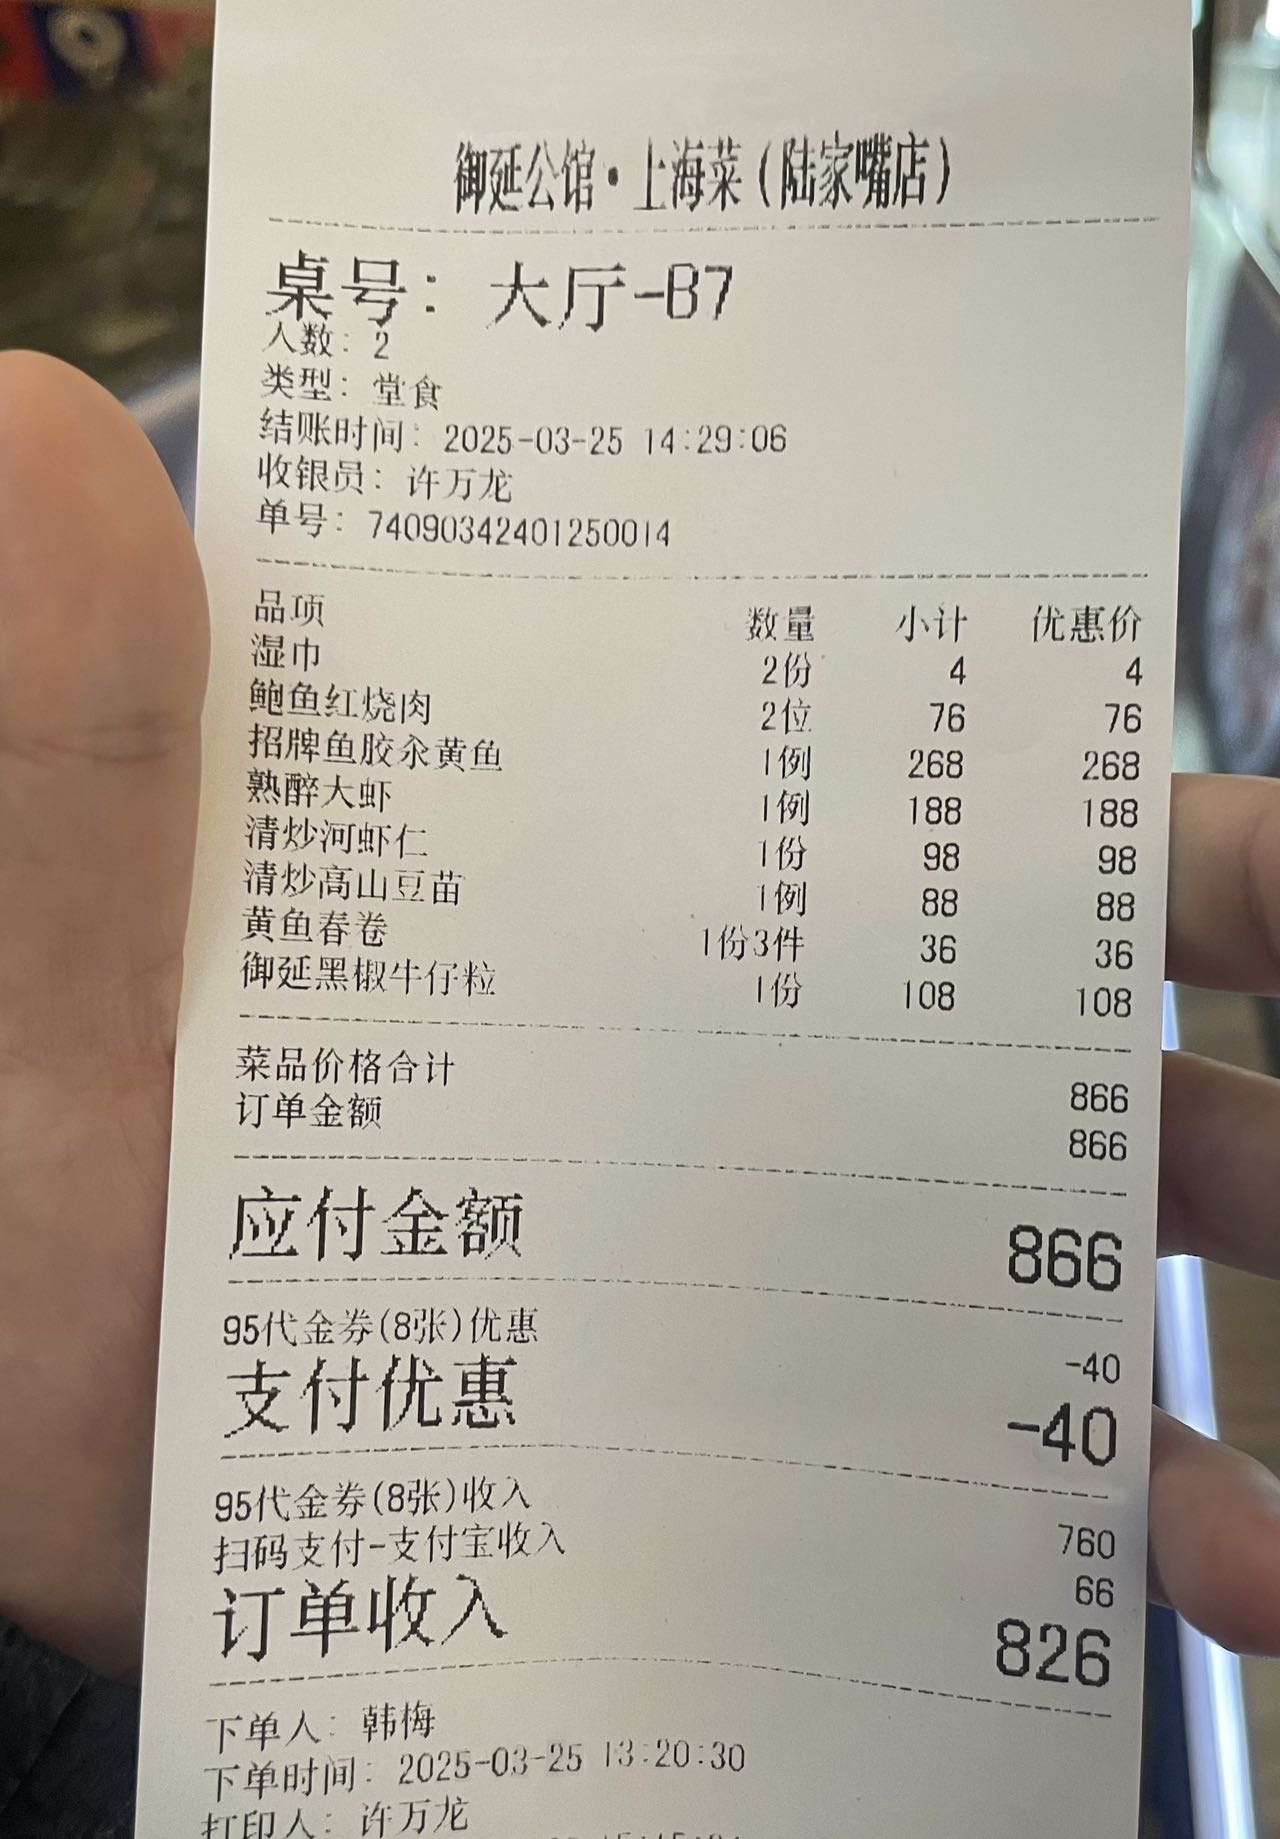 御延公馆·上海菜(陆家嘴店)
桌号: 大厅-B7
人数: 2
类型: 堂食
结账时间: 2025-03-25 14:29:06
收银员: 许万龙
单号: 74090342401250014
品项 数量 小计 优惠价
湿巾 2份 4 4
鲍鱼红烧肉 2位 76 76
招牌鱼胶汆黄鱼 1例 268 268
熟醉大虾 1例 188 188
清炒河虾仁 1份 98 98
清炒高山豆苗 1例 88 88
黄鱼春卷 1份3件 36 36
御延黑椒牛仔粒 1份 108 108
菜品价格合计 866
订单金额 866
应付金额 866
95代金券(8张)优惠 -40
支付优惠 -40
95代金券(8张)收入 760
扫码支付-支付宝收入 66
订单收入 826
下单人: 韩梅
下单时间: 2025-03-25 13:20:30
打印人: 许万龙